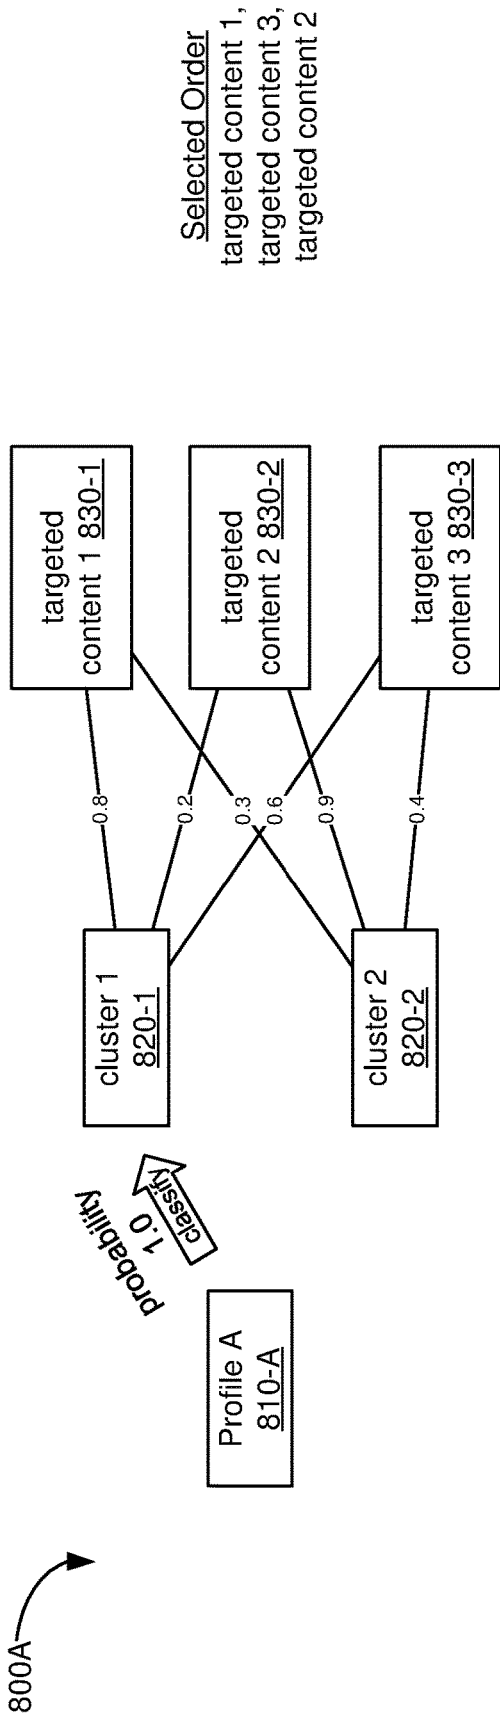 800A
Profile A
810-A
probability
1.0
classify
cluster 1
820-1
cluster 2
820-2
0.8
0.2
0.3
0.6
0.9
0.4
targeted
content 1 830-1
targeted
content 2 830-2
targeted
content 3 830-3
Selected Order
targeted content 1,
targeted content 3,
targeted content 2